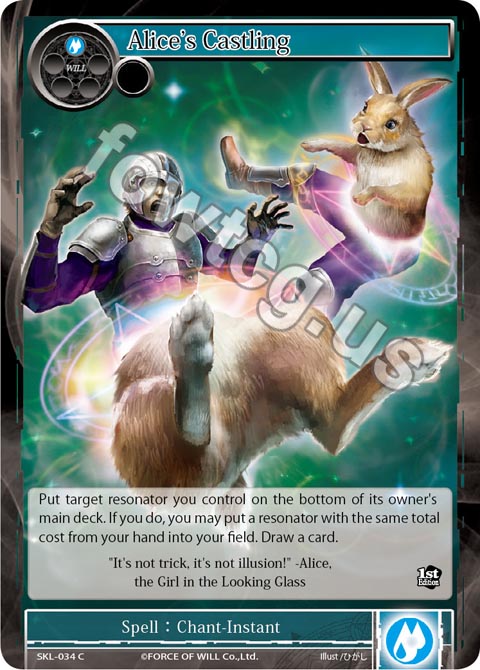 Alice's Castling
WILL
fowtcg.us
Put target resonator you control on the bottom of its owner's
main deck. If you do, you may put a resonator with the same total
cost from your hand into your field. Draw a card.
"It's not trick, it's not illusion!" -Alice,
the Girl in the Looking Glass
1st
Edition
Spell : Chant-Instant
SKL-034 C
©FORCE OF WILL Co.,Ltd.
Illust /ひがし